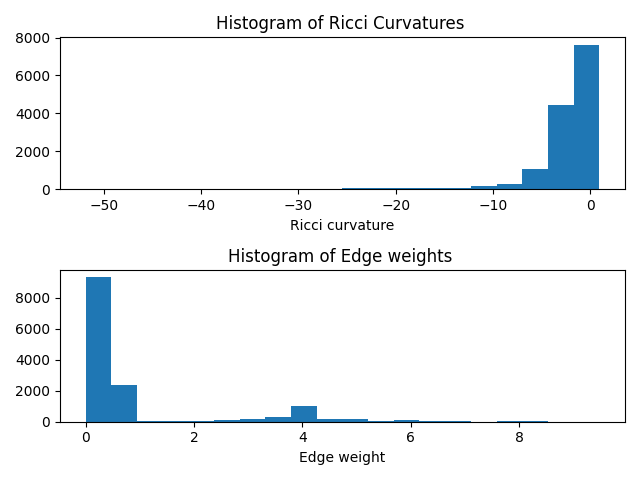 Histogram of Ricci Curvatures
8000
6000
4000
2000
0
−50 −40 −30 −20 −10 0
Ricci curvature
Histogram of Edge weights
8000
6000
4000
2000
0
0 2 4 6 8
Edge weight